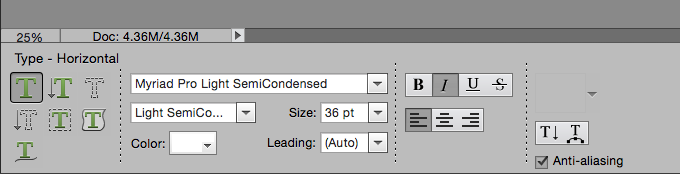 25% Doc: 4.36M/4.36M
Type - Horizontal
Myriad Pro Light SemiCondensed
Light SemiCo... Size: 36 pt
Color: Leading: (Auto)
B I U S
Anti-aliasing